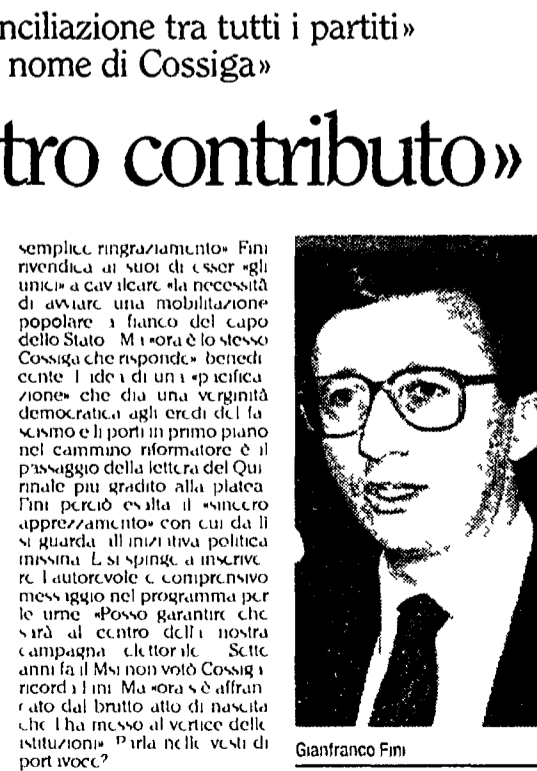 nciliazione tra tutti i partiti»
nome di Cossiga»
tro contributo»
semplice ringraziamento» Fini
rivendica ai suoi di esser «gli
unici» a cavalcare «la necessità
di avviare una mobilitazione
popolare a fianco del capo
dello Stato Ma «ora è lo stesso
Cossiga che risponde» benedi
cente L idea di una «pacifica
zione» che dia una verginità
democratica agli eredi del fa
scismo e li porti in primo piano
nel cammino riformatore è il
passaggio della lettera del Qui
rinale piu gradito alla platea
Fini perciò esalta il «sincero
apprezzamento» con cui da lì
si guarda all iniziativa politica
missina E si spinge a inserive
re l autorevole e comprensivo
messaggio nel programma per
le urne «Posso garantire che
sarà al centro della nostra
campagna elettorale Sette
anni fa il Msi non votò Cossiga
ricorda Fini Ma «ora s è affran
cato dal brutto atto di nascita
che l ha messo al vertice delle
istituzioni» Parla nelle vesti di
portavoce?
Gianfranco Fini